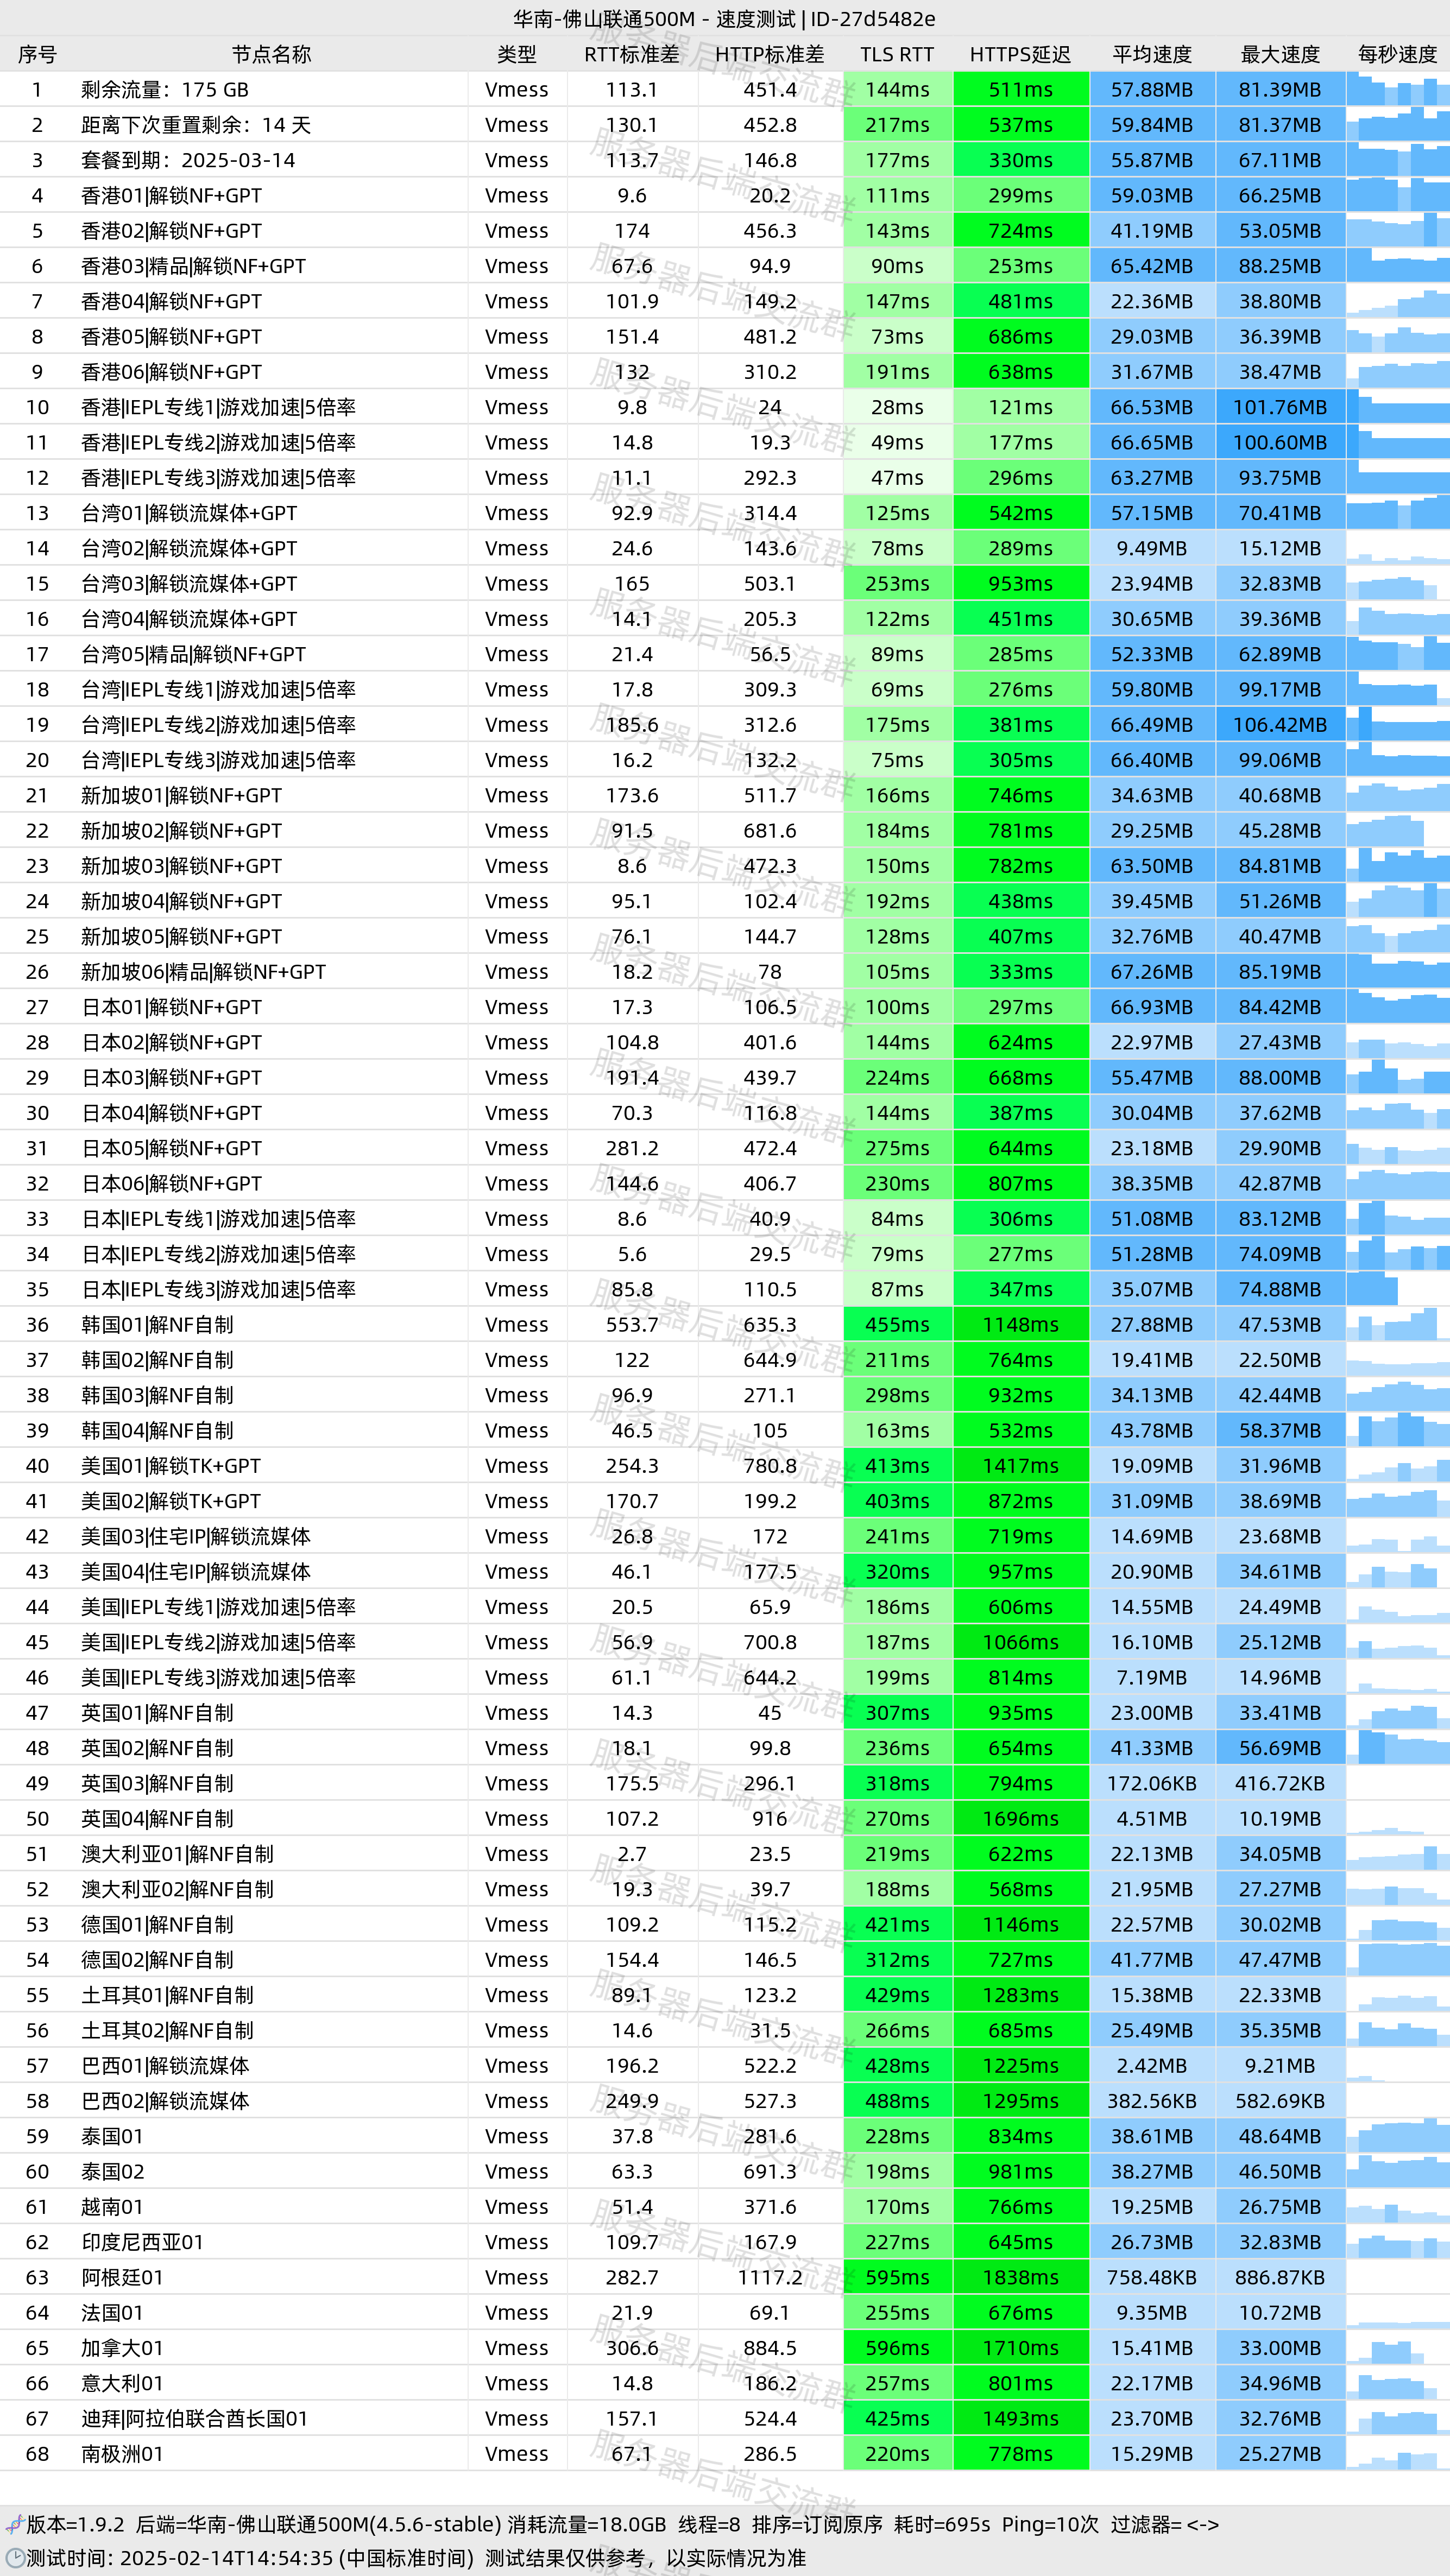 华南-佛山联通500M - 速度测试 | ID-27d5482e
序号 节点名称 类型 RTT标准差 HTTP标准差 TLS RTT HTTPS延迟 平均速度 最大速度 每秒速度
1 剩余流量：175 GB Vmess 113.1 451.4 144ms 511ms 57.88MB 81.39MB
2 距离下次重置剩余：14 天 Vmess 130.1 452.8 217ms 537ms 59.84MB 81.37MB
3 套餐到期：2025-03-14 Vmess 113.7 146.8 177ms 330ms 55.87MB 67.11MB
4 香港01|解锁NF+GPT Vmess 9.6 20.2 111ms 299ms 59.03MB 66.25MB
5 香港02|解锁NF+GPT Vmess 174 456.3 143ms 724ms 41.19MB 53.05MB
6 香港03|精品|解锁NF+GPT Vmess 67.6 94.9 90ms 253ms 65.42MB 88.25MB
7 香港04|解锁NF+GPT Vmess 101.9 149.2 147ms 481ms 22.36MB 38.80MB
8 香港05|解锁NF+GPT Vmess 151.4 481.2 73ms 686ms 29.03MB 36.39MB
9 香港06|解锁NF+GPT Vmess 132 310.2 191ms 638ms 31.67MB 38.47MB
10 香港|IEPL专线1|游戏加速|5倍率 Vmess 9.8 24 28ms 121ms 66.53MB 101.76MB
11 香港|IEPL专线2|游戏加速|5倍率 Vmess 14.8 19.3 49ms 177ms 66.65MB 100.60MB
12 香港|IEPL专线3|游戏加速|5倍率 Vmess 11.1 292.3 47ms 296ms 63.27MB 93.75MB
13 台湾01|解锁流媒体+GPT Vmess 92.9 314.4 125ms 542ms 57.15MB 70.41MB
14 台湾02|解锁流媒体+GPT Vmess 24.6 143.6 78ms 289ms 9.49MB 15.12MB
15 台湾03|解锁流媒体+GPT Vmess 165 503.1 253ms 953ms 23.94MB 32.83MB
16 台湾04|解锁流媒体+GPT Vmess 14.1 205.3 122ms 451ms 30.65MB 39.36MB
17 台湾05|精品|解锁NF+GPT Vmess 21.4 56.5 89ms 285ms 52.33MB 62.89MB
18 台湾|IEPL专线1|游戏加速|5倍率 Vmess 17.8 309.3 69ms 276ms 59.80MB 99.17MB
19 台湾|IEPL专线2|游戏加速|5倍率 Vmess 185.6 312.6 175ms 381ms 66.49MB 106.42MB
20 台湾|IEPL专线3|游戏加速|5倍率 Vmess 16.2 132.2 75ms 305ms 66.40MB 99.06MB
21 新加坡01|解锁NF+GPT Vmess 173.6 511.7 166ms 746ms 34.63MB 40.68MB
22 新加坡02|解锁NF+GPT Vmess 91.5 681.6 184ms 781ms 29.25MB 45.28MB
23 新加坡03|解锁NF+GPT Vmess 8.6 472.3 150ms 782ms 63.50MB 84.81MB
24 新加坡04|解锁NF+GPT Vmess 95.1 102.4 192ms 438ms 39.45MB 51.26MB
25 新加坡05|解锁NF+GPT Vmess 76.1 144.7 128ms 407ms 32.76MB 40.47MB
26 新加坡06|精品|解锁NF+GPT Vmess 18.2 78 105ms 333ms 67.26MB 85.19MB
27 日本01|解锁NF+GPT Vmess 17.3 106.5 100ms 297ms 66.93MB 84.42MB
28 日本02|解锁NF+GPT Vmess 104.8 401.6 144ms 624ms 22.97MB 27.43MB
29 日本03|解锁NF+GPT Vmess 191.4 439.7 224ms 668ms 55.47MB 88.00MB
30 日本04|解锁NF+GPT Vmess 70.3 116.8 144ms 387ms 30.04MB 37.62MB
31 日本05|解锁NF+GPT Vmess 281.2 472.4 275ms 644ms 23.18MB 29.90MB
32 日本06|解锁NF+GPT Vmess 144.6 406.7 230ms 807ms 38.35MB 42.87MB
33 日本|IEPL专线1|游戏加速|5倍率 Vmess 8.6 40.9 84ms 306ms 51.08MB 83.12MB
34 日本|IEPL专线2|游戏加速|5倍率 Vmess 5.6 29.5 79ms 277ms 51.28MB 74.09MB
35 日本|IEPL专线3|游戏加速|5倍率 Vmess 85.8 110.5 87ms 347ms 35.07MB 74.88MB
36 韩国01|解NF自制 Vmess 553.7 635.3 455ms 1148ms 27.88MB 47.53MB
37 韩国02|解NF自制 Vmess 122 644.9 211ms 764ms 19.41MB 22.50MB
38 韩国03|解NF自制 Vmess 96.9 271.1 298ms 932ms 34.13MB 42.44MB
39 韩国04|解NF自制 Vmess 46.5 105 163ms 532ms 43.78MB 58.37MB
40 美国01|解锁TK+GPT Vmess 254.3 780.8 413ms 1417ms 19.09MB 31.96MB
41 美国02|解锁TK+GPT Vmess 170.7 199.2 403ms 872ms 31.09MB 38.69MB
42 美国03|住宅IP|解锁流媒体 Vmess 26.8 172 241ms 719ms 14.69MB 23.68MB
43 美国04|住宅IP|解锁流媒体 Vmess 46.1 177.5 320ms 957ms 20.90MB 34.61MB
44 美国|IEPL专线1|游戏加速|5倍率 Vmess 20.5 65.9 186ms 606ms 14.55MB 24.49MB
45 美国|IEPL专线2|游戏加速|5倍率 Vmess 56.9 700.8 187ms 1066ms 16.10MB 25.12MB
46 美国|IEPL专线3|游戏加速|5倍率 Vmess 61.1 644.2 199ms 814ms 7.19MB 14.96MB
47 英国01|解NF自制 Vmess 14.3 45 307ms 935ms 23.00MB 33.41MB
48 英国02|解NF自制 Vmess 18.1 99.8 236ms 654ms 41.33MB 56.69MB
49 英国03|解NF自制 Vmess 175.5 296.1 318ms 794ms 172.06KB 416.72KB
50 英国04|解NF自制 Vmess 107.2 916 270ms 1696ms 4.51MB 10.19MB
51 澳大利亚01|解NF自制 Vmess 2.7 23.5 219ms 622ms 22.13MB 34.05MB
52 澳大利亚02|解NF自制 Vmess 19.3 39.7 188ms 568ms 21.95MB 27.27MB
53 德国01|解NF自制 Vmess 109.2 115.2 421ms 1146ms 22.57MB 30.02MB
54 德国02|解NF自制 Vmess 154.4 146.5 312ms 727ms 41.77MB 47.47MB
55 土耳其01|解NF自制 Vmess 89.1 123.2 429ms 1283ms 15.38MB 22.33MB
56 土耳其02|解NF自制 Vmess 14.6 31.5 266ms 685ms 25.49MB 35.35MB
57 巴西01|解锁流媒体 Vmess 196.2 522.2 428ms 1225ms 2.42MB 9.21MB
58 巴西02|解锁流媒体 Vmess 249.9 527.3 488ms 1295ms 382.56KB 582.69KB
59 泰国01 Vmess 37.8 281.6 228ms 834ms 38.61MB 48.64MB
60 泰国02 Vmess 63.3 691.3 198ms 981ms 38.27MB 46.50MB
61 越南01 Vmess 51.4 371.6 170ms 766ms 19.25MB 26.75MB
62 印度尼西亚01 Vmess 109.7 167.9 227ms 645ms 26.73MB 32.83MB
63 阿根廷01 Vmess 282.7 1117.2 595ms 1838ms 758.48KB 886.87KB
64 法国01 Vmess 21.9 69.1 255ms 676ms 9.35MB 10.72MB
65 加拿大01 Vmess 306.6 884.5 596ms 1710ms 15.41MB 33.00MB
66 意大利01 Vmess 14.8 186.2 257ms 801ms 22.17MB 34.96MB
67 迪拜|阿拉伯联合酋长国01 Vmess 157.1 524.4 425ms 1493ms 23.70MB 32.76MB
68 南极洲01 Vmess 67.1 286.5 220ms 778ms 15.29MB 25.27MB
版本=1.9.2 后端=华南-佛山联通500M(4.5.6-stable) 消耗流量=18.0GB 线程=8 排序=订阅原序 耗时=695s Ping=10次 过滤器= <->
测试时间: 2025-02-14T14:54:35 (中国标准时间) 测试结果仅供参考，以实际情况为准
服务器后端交流群